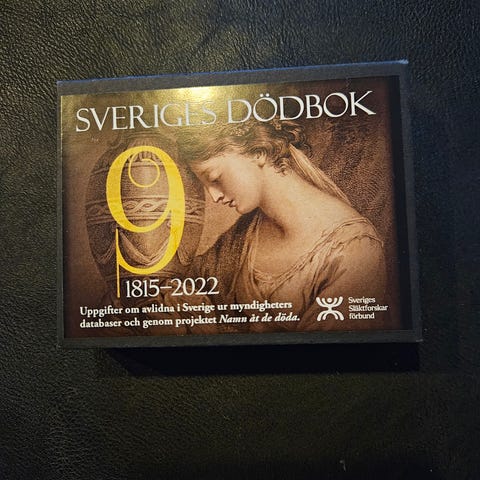 SVERIGES DÖDBOK
9
1815–2022
Uppgifter om avlidna i Sverige ur myndigheters
databaser och genom projektet Namn åt de döda.
Sveriges
Släktforskar
förbund